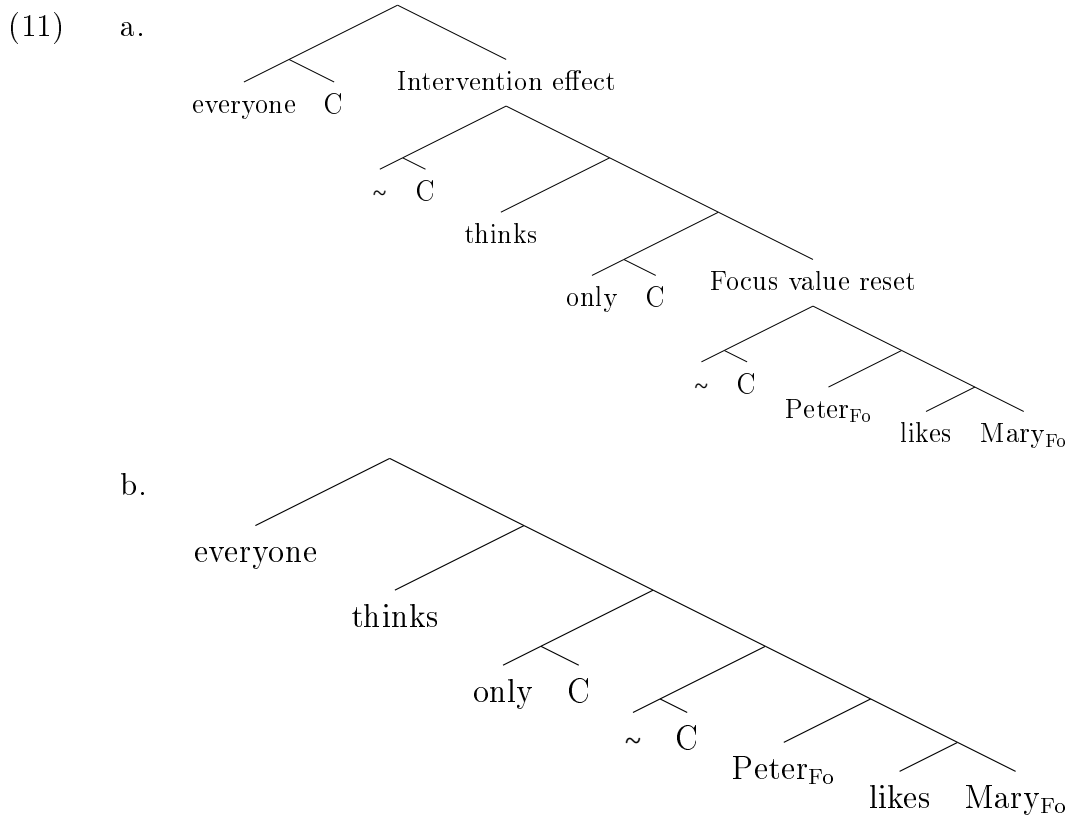 (11) a.
everyone C Intervention effect
~ C
thinks
only C Focus value reset
~ C
Peter_Fo
likes Mary_Fo
b.
everyone
thinks
only C
~ C
Peter_Fo
likes Mary_Fo